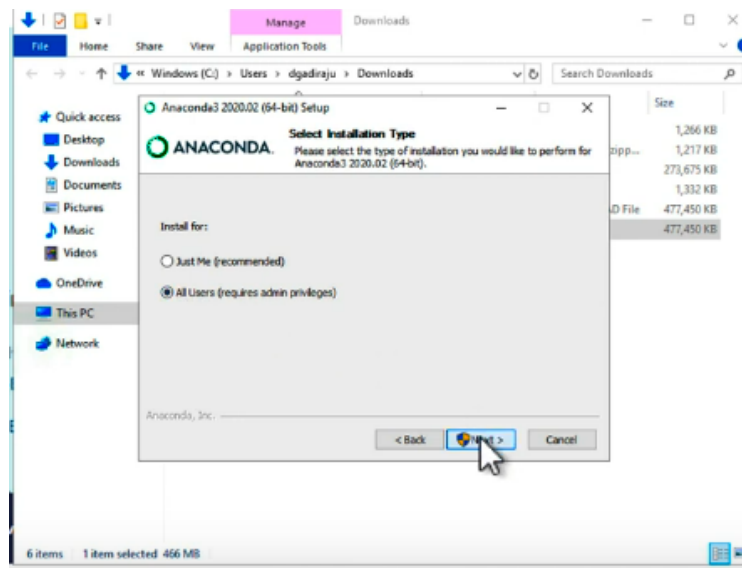 Manage
Downloads
File
Home
Share
View
Application Tools
« Windows (C:) > Users > dgadiraju > Downloads
Search Downloads
Quick access
Desktop
Downloads
Documents
Pictures
Music
Videos
OneDrive
This PC
Network
Size
1,266 KB
zipp... 1,217 KB
273,675 KB
1,332 KB
AD File 477,450 KB
477,450 KB
Anaconda3 2020.02 (64-bit) Setup
ANACONDA.
Select Installation Type
Please select the type of installation you would like to perform for
Anaconda3 2020.02 (64-bit).
Install for:
Just Me (recommended)
All Users (requires admin privileges)
Anaconda, Inc.
< Back
Next >
Cancel
6 items
1 item selected 466 MB